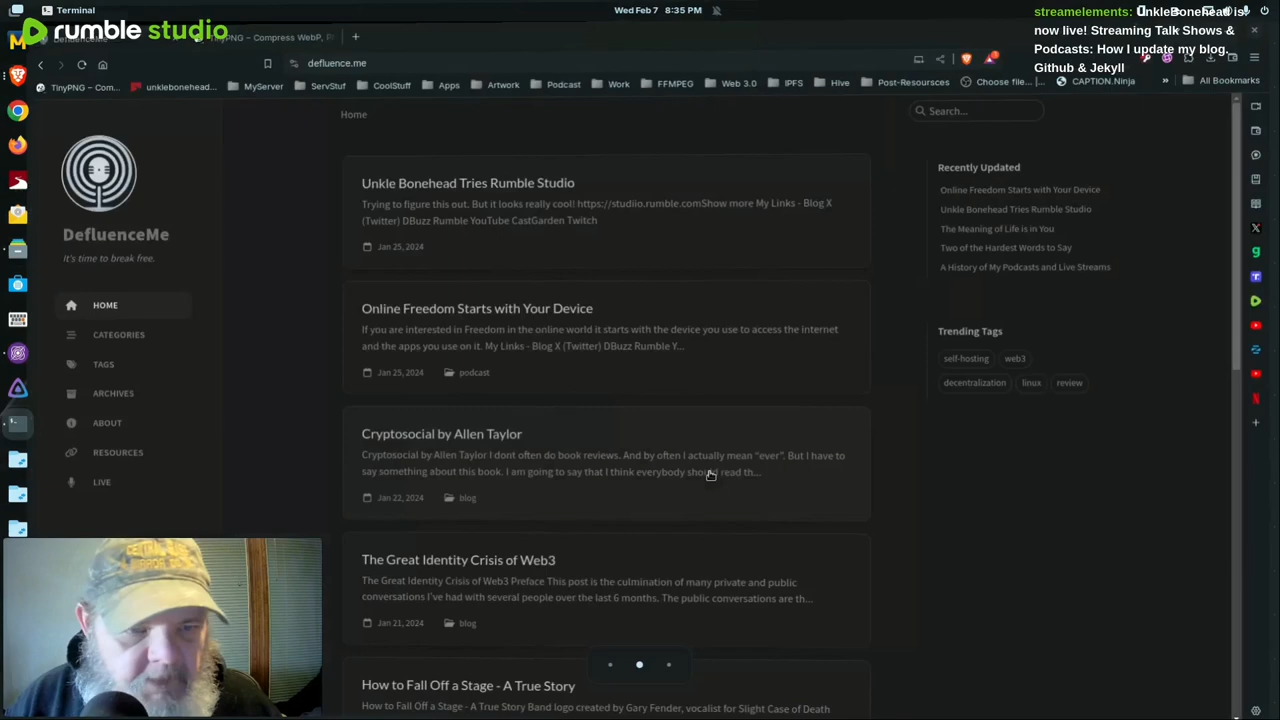 Terminal
Wed Feb 7 8:35 PM
streamelements: UnkleBonehead is
now live! Streaming Talk Shows &
Podcasts: How I update my blog.
Github & Jekyll
rumble studio
DefluenceMe
TinyPNG – Compress WebP, P
defluence.me
TinyPNG – Com...
unklebonehead...
MyServer
ServStuf
CoolStuff
Apps
Artwork
Podcast
Work
FFMPEG
Web 3.0
IPFS
Hive
Post-Resoursces
Choose file...
CAPTION.Ninja
»
All Bookmarks
DefluenceMe
It's time to break free.
HOME
CATEGORIES
TAGS
ARCHIVES
ABOUT
RESOURCES
LIVE
Home
Unkle Bonehead Tries Rumble Studio
Trying to figure this out. But it looks really cool! https://studiio.rumble.comShow more My Links - Blog X
(Twitter) DBuzz Rumble YouTube CastGarden Twitch
Jan 25, 2024
Online Freedom Starts with Your Device
If you are interested in Freedom in the online world it starts with the device you use to access the internet
and the apps you use on it. My Links - Blog X (Twitter) DBuzz Rumble Y...
Jan 25, 2024
podcast
Cryptosocial by Allen Taylor
Cryptosocial by Allen Taylor I dont often do book reviews. And by often I actually mean “ever”. But I have to
say something about this book. I am going to say that I think everybody should read th...
Jan 22, 2024
blog
The Great Identity Crisis of Web3
The Great Identity Crisis of Web3 Preface This post is the culmination of many private and public
conversations I've had with several people over the last 6 months. The public conversations are th...
Jan 21, 2024
blog
How to Fall Off a Stage - A True Story
How to Fall Off a Stage - A True Story Band logo created by Gary Fender, vocalist for Slight Case of Death
Search...
Recently Updated
Online Freedom Starts with Your Device
Unkle Bonehead Tries Rumble Studio
The Meaning of Life is in You
Two of the Hardest Words to Say
A History of My Podcasts and Live Streams
Trending Tags
self-hosting
web3
decentralization
linux
review